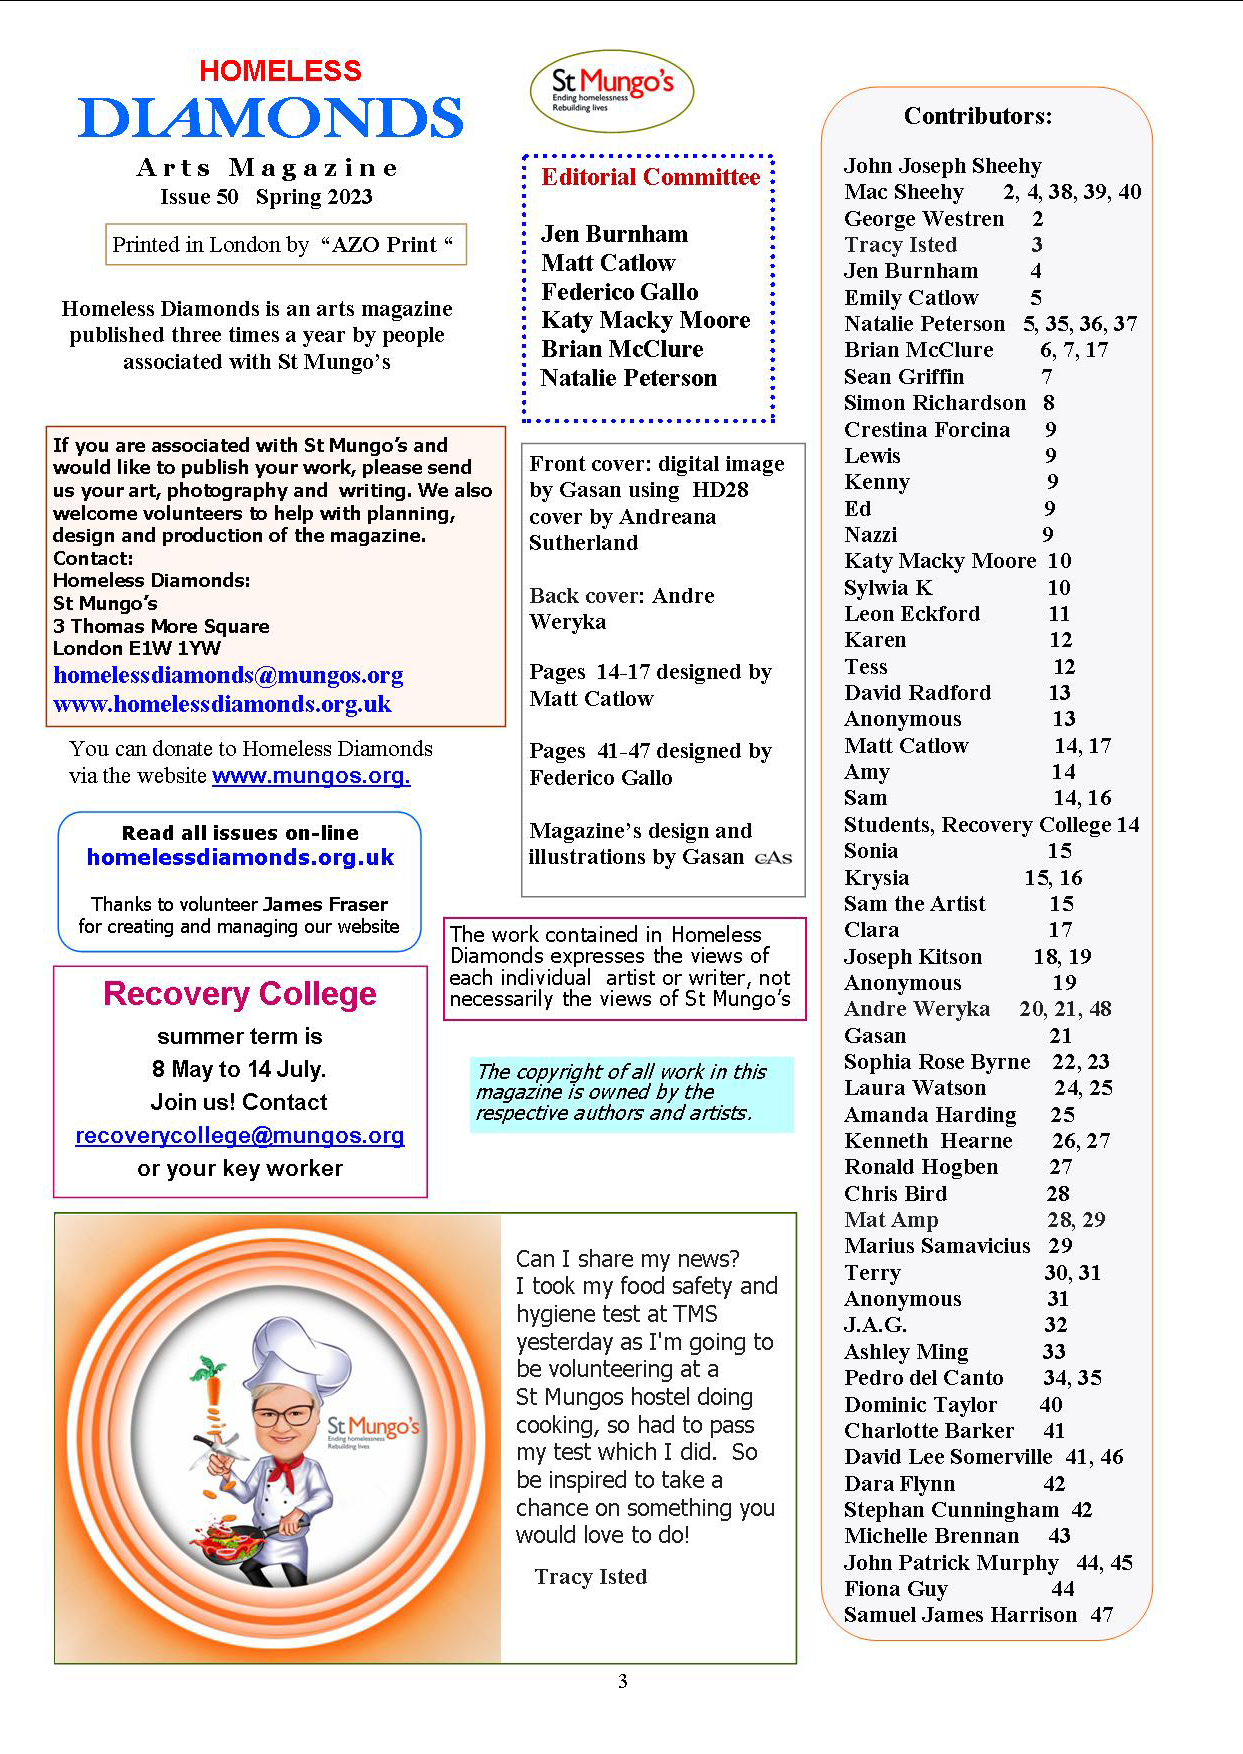 HOMELESS
DIAMONDS
Arts Magazine
Issue 50 Spring 2023
Printed in London by “AZO Print “
Homeless Diamonds is an arts magazine
published three times a year by people
associated with St Mungo’s
If you are associated with St Mungo’s and
would like to publish your work, please send
us your art, photography and writing. We also
welcome volunteers to help with planning,
design and production of the magazine.
Contact:
Homeless Diamonds:
St Mungo’s
3 Thomas More Square
London E1W 1YW
homelessdiamonds@mungos.org
www.homelessdiamonds.org.uk
You can donate to Homeless Diamonds
via the website www.mungos.org.
Read all issues on-line
homelessdiamonds.org.uk
Thanks to volunteer James Fraser
for creating and managing our website
Recovery College
summer term is
8 May to 14 July.
Join us! Contact
recoverycollege@mungos.org
or your key worker
St Mungo’s
Ending homelessness
Rebuilding lives
Editorial Committee
Jen Burnham
Matt Catlow
Federico Gallo
Katy Macky Moore
Brian McClure
Natalie Peterson
Front cover: digital image
by Gasan using HD28
cover by Andreana
Sutherland
Back cover: Andre
Weryka
Pages 14-17 designed by
Matt Catlow
Pages 41-47 designed by
Federico Gallo
Magazine’s design and
illustrations by Gasan GAS
The work contained in Homeless
Diamonds expresses the views of
each individual artist or writer, not
necessarily the views of St Mungo’s
The copyright of all work in this
magazine is owned by the
respective authors and artists.
St Mungo’s
Ending homelessness
Rebuilding lives
Can I share my news?
I took my food safety and
hygiene test at TMS
yesterday as I'm going to
be volunteering at a
St Mungos hostel doing
cooking, so had to pass
my test which I did. So
be inspired to take a
chance on something you
would love to do!
Tracy Isted
Contributors:
John Joseph Sheehy
Mac Sheehy 2, 4, 38, 39, 40
George Westren 2
Tracy Isted 3
Jen Burnham 4
Emily Catlow 5
Natalie Peterson 5, 35, 36, 37
Brian McClure 6, 7, 17
Sean Griffin 7
Simon Richardson 8
Crestina Forcina 9
Lewis 9
Kenny 9
Ed 9
Nazzi 9
Katy Macky Moore 10
Sylwia K 10
Leon Eckford 11
Karen 12
Tess 12
David Radford 13
Anonymous 13
Matt Catlow 14, 17
Amy 14
Sam 14, 16
Students, Recovery College 14
Sonia 15
Krysia 15, 16
Sam the Artist 15
Clara 17
Joseph Kitson 18, 19
Anonymous 19
Andre Weryka 20, 21, 48
Gasan 21
Sophia Rose Byrne 22, 23
Laura Watson 24, 25
Amanda Harding 25
Kenneth Hearne 26, 27
Ronald Hogben 27
Chris Bird 28
Mat Amp 28, 29
Marius Samavicius 29
Terry 30, 31
Anonymous 31
J.A.G. 32
Ashley Ming 33
Pedro del Canto 34, 35
Dominic Taylor 40
Charlotte Barker 41
David Lee Somerville 41, 46
Dara Flynn 42
Stephan Cunningham 42
Michelle Brennan 43
John Patrick Murphy 44, 45
Fiona Guy 44
Samuel James Harrison 47
3